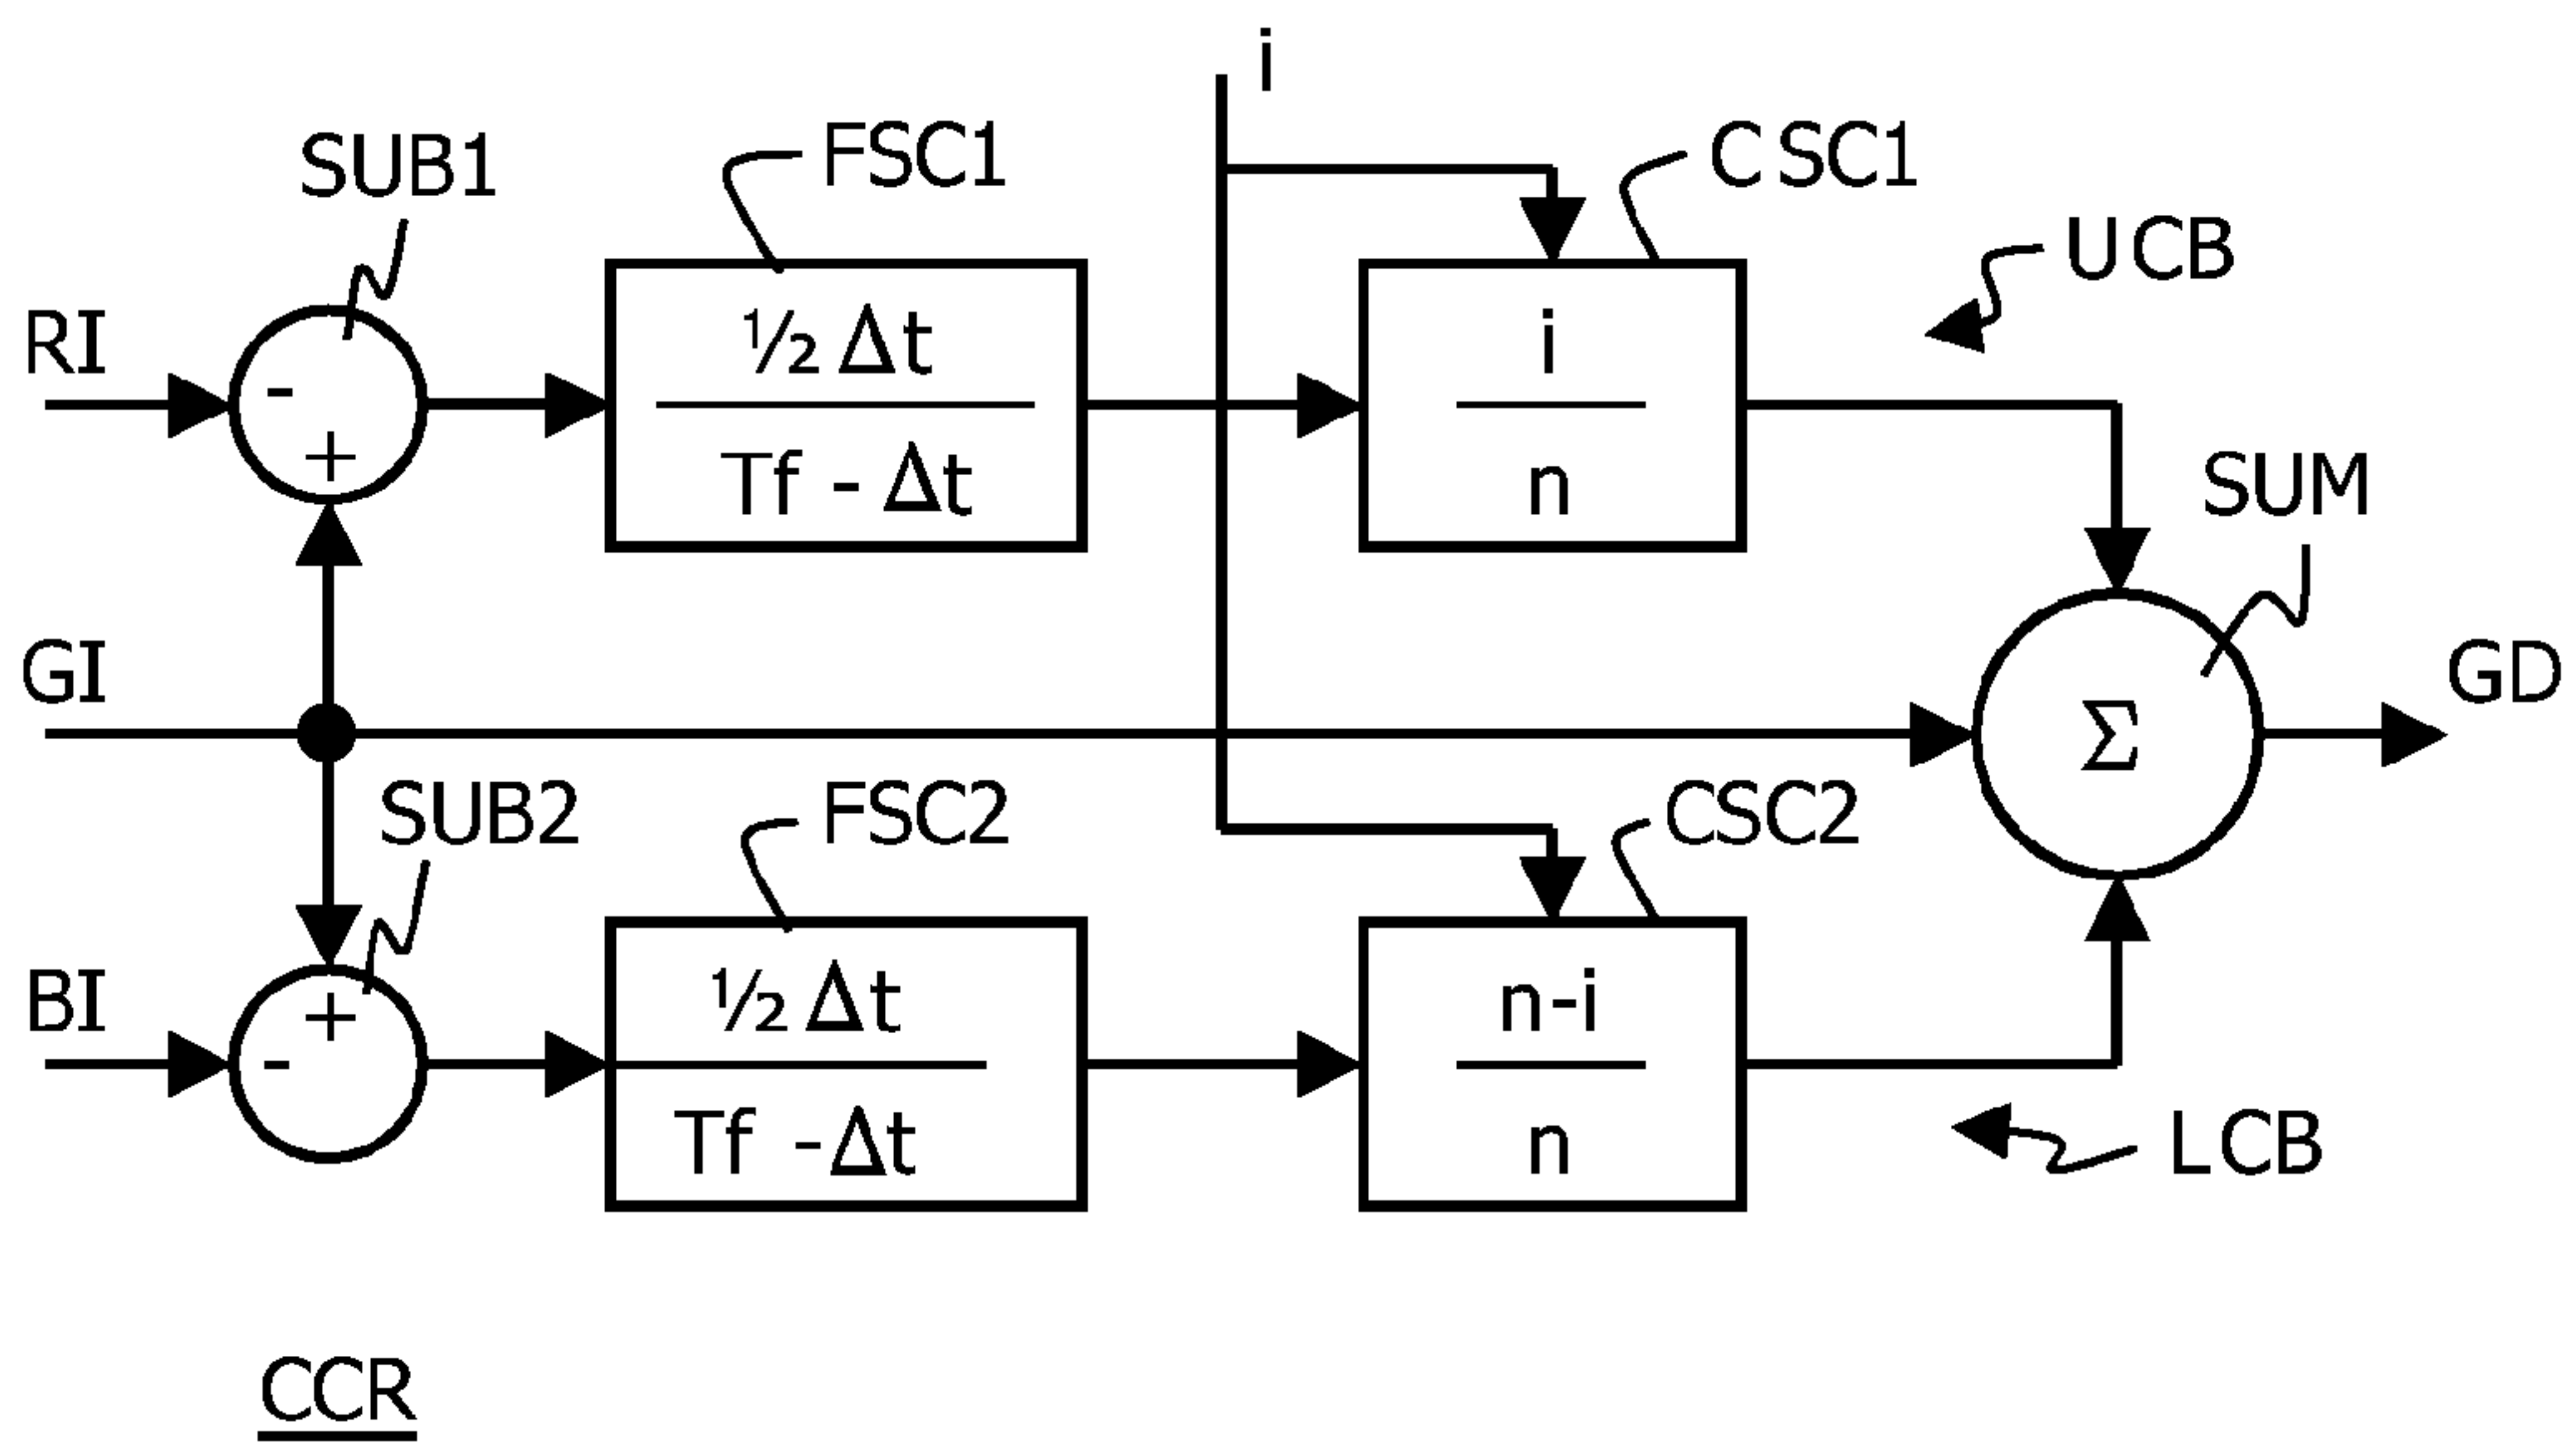 i
SUB1
FSC1
CSC1
UCB
RI
-
+
½ Δt
Tf - Δt
i
n
SUM
GI
Σ
GD
SUB2
FSC2
CSC2
BI
+
-
½ Δt
Tf -Δt
n-i
n
LCB
CCR